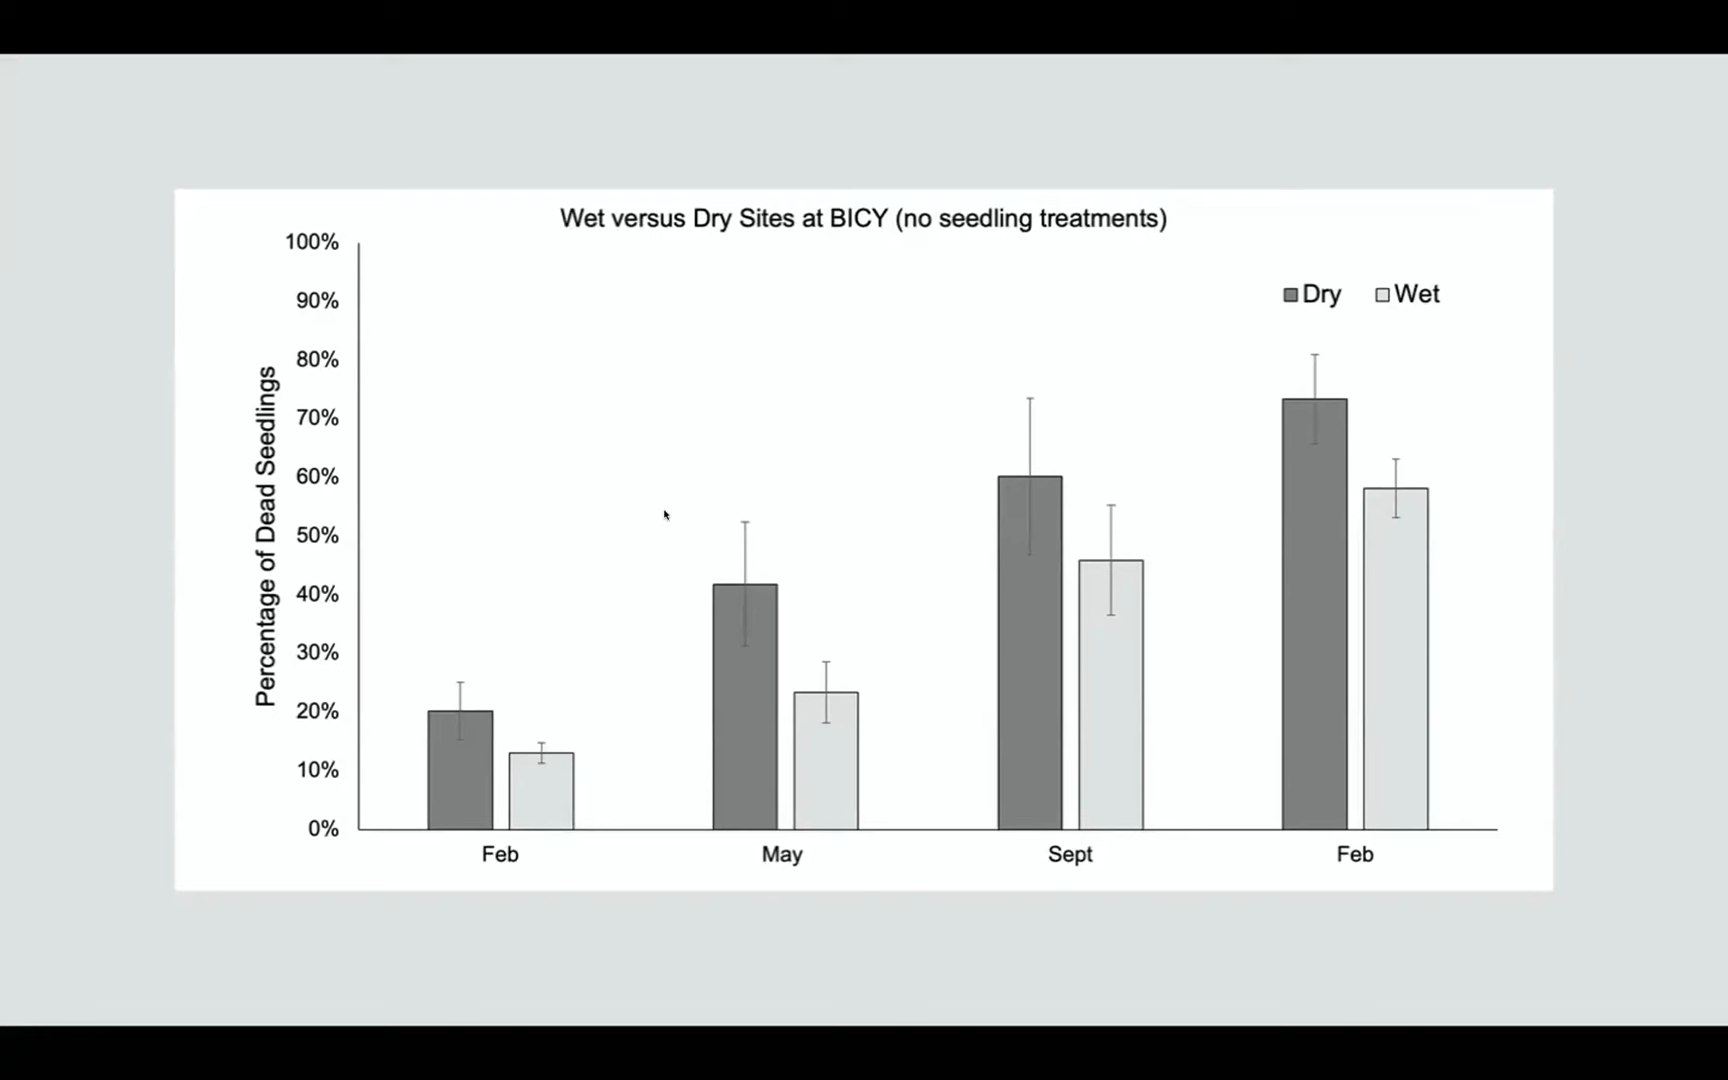 Wet versus Dry Sites at BICY (no seedling treatments)
100%
90%
80%
70%
60%
50%
40%
30%
20%
10%
0%
Percentage of Dead Seedlings
Dry
Wet
Feb
May
Sept
Feb